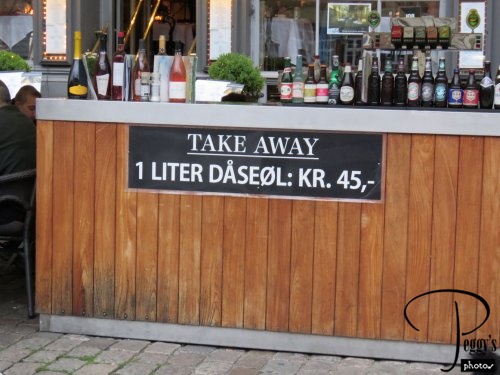 TAKE AWAY
1 LITER DÅSEØL: KR. 45,-
Peggy's
photos